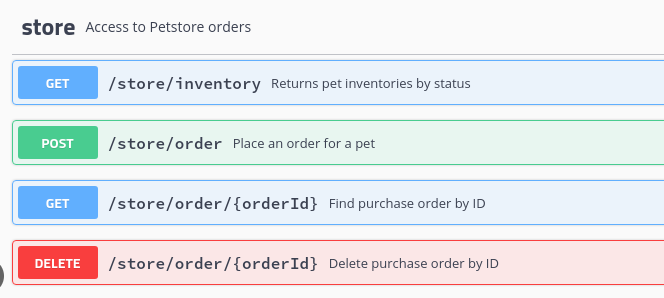 store Access to Petstore orders
GET /store/inventory Returns pet inventories by status
POST /store/order Place an order for a pet
GET /store/order/{orderId} Find purchase order by ID
DELETE /store/order/{orderId} Delete purchase order by ID